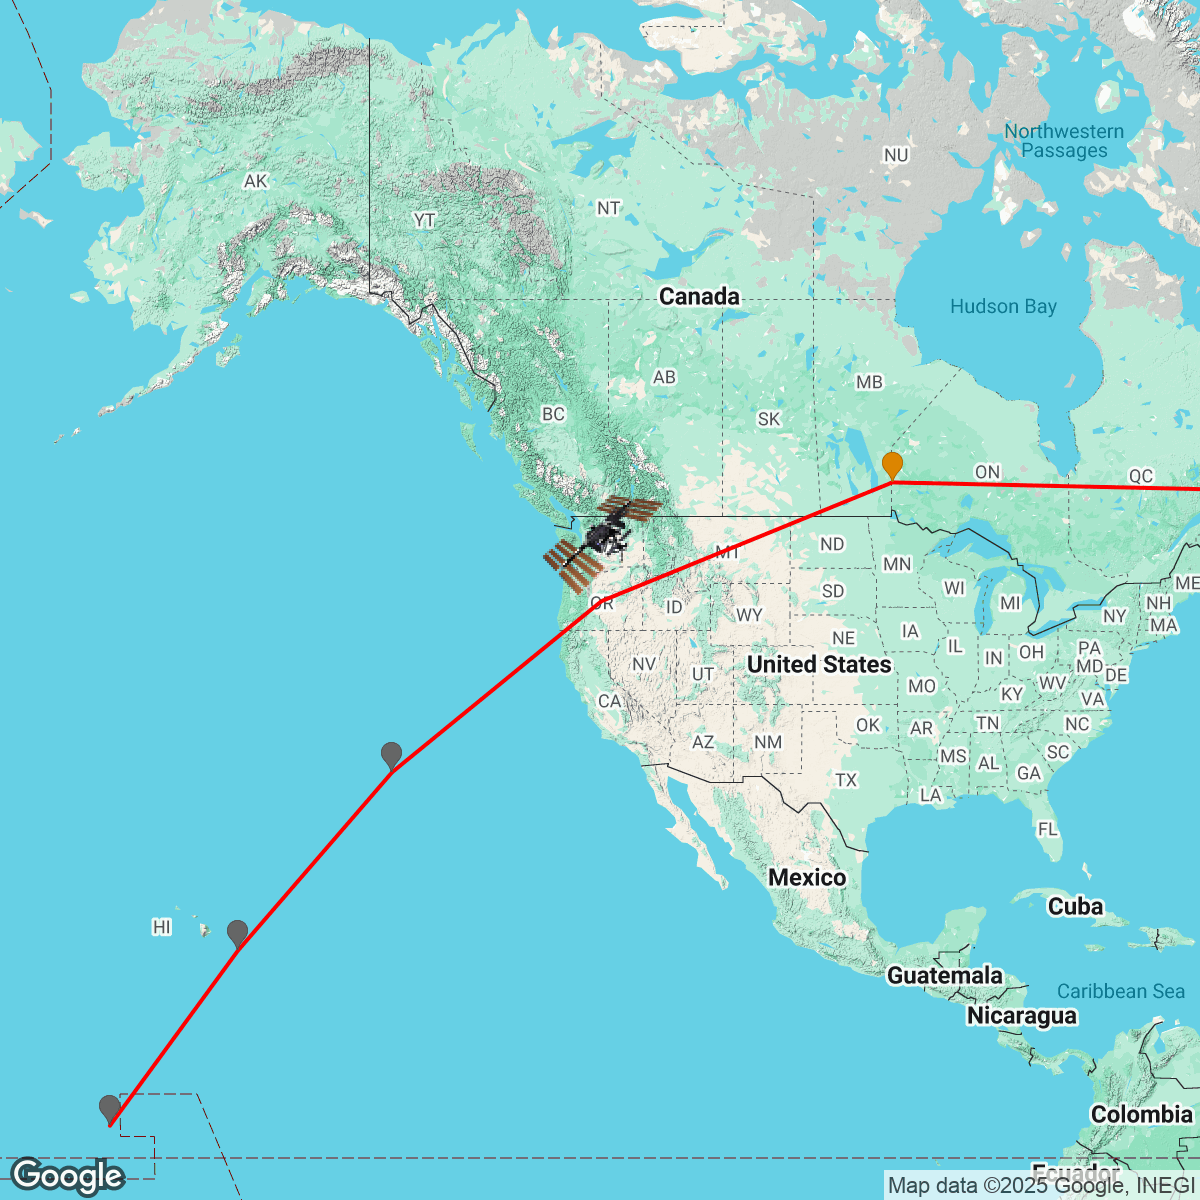 Northwestern
Passages
NU
AK
NT
YT
Canada
Hudson Bay
AB
MB
BC
SK
ON
QC
MT
ND
MN
ME
OR
ID
SD
WI
MI
NY
NH
WY
MA
NE
IA
NV
United States
IL
IN
OH
PA
MD
UT
DE
CA
MO
KY
WV
VA
AZ
NM
OK
AR
TN
NC
MS
AL
SC
TX
GA
LA
FL
Mexico
Cuba
HI
Guatemala
Caribbean Sea
Nicaragua
Colombia
Ecuador
Google
Map data ©2025 Google, INEGI